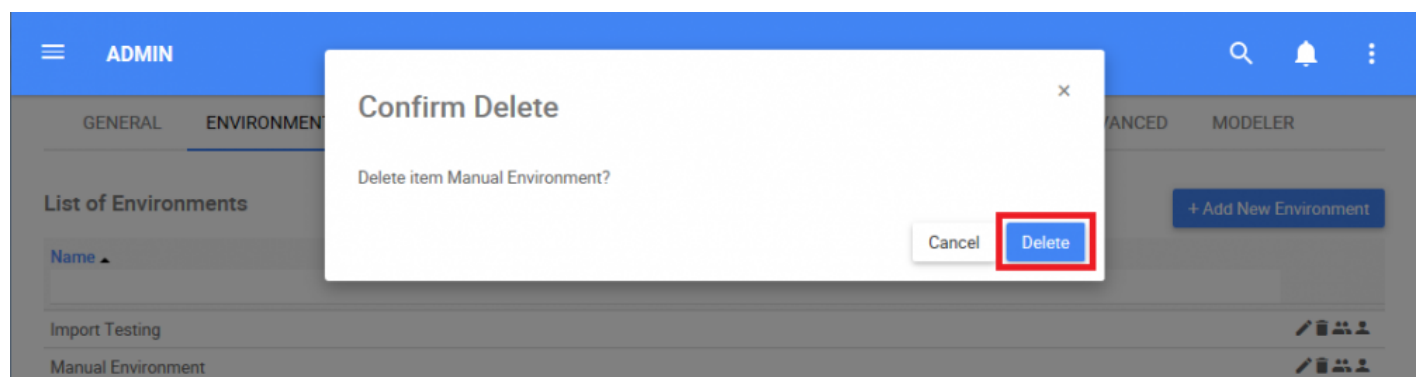 ADMIN
Confirm Delete
×
GENERAL ENVIRONMENT VANCED MODELER
Delete item Manual Environment?
List of Environments
+ Add New Environment
Cancel Delete
Name
Import Testing
Manual Environment